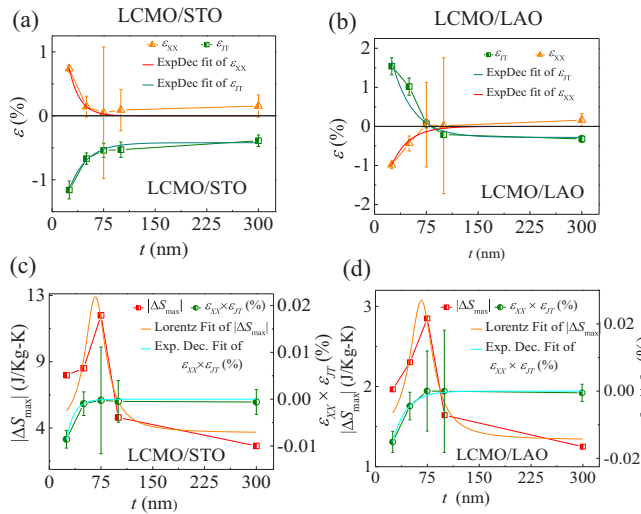 LCMO/STO
LCMO/LAO
(a)
ε_XX ε_JT
ExpDec fit of ε_XX
ExpDec fit of ε_JT
1
0
-1
ε (%)
LCMO/STO
0 75 150 225 300
t (nm)
(b)
ε_JT ε_XX
ExpDec fit of ε_JT
ExpDec fit of ε_XX
2
1
0
-1
-2
ε (%)
LCMO/LAO
0 75 150 225 300
t (nm)
(c)
|ΔS_max| ε_XX×ε_JT (%)
Lorentz Fit of |ΔS_max|
Exp. Dec. Fit of
ε_XX×ε_JT (%)
13
9
4
|ΔS_max| (J/Kg-K)
0.02
0.01
0.00
-0.01
ε_XX × ε_JT (%)
LCMO/STO
0 75 150 225 300
t (nm)
(d)
|ΔS_max| ε_XX × ε_JT (%)
Lorentz Fit of |ΔS_max|
Exp. Dec. Fit of
ε_XX × ε_JT (%)
3
2
1
|ΔS_max| (J/Kg-K)
0.00
-0.02
LCMO/LAO
0 75 150 225 300
t (nm)